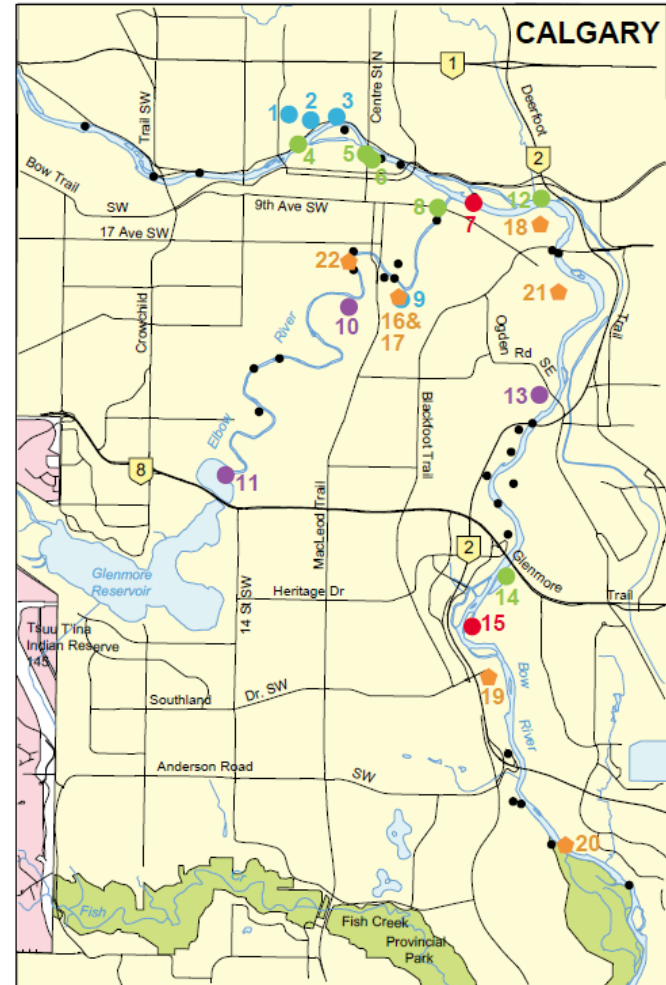 CALGARY
1
Deerfoot
2
Trail SW
Centre St N
1
2
3
4
5
6
7
8
12
18
Bow Trail
SW
9th Ave SW
17 Ave SW
22
16&
17
9
21
10
Crowchild
River
Elbow
Ogden
Rd
SE
Trail
13
Blackfoot Trail
MacLeod Trail
8
11
2
Glenmore
Trail
14
Glenmore
Reservoir
Heritage Dr
14 St SW
Tsuu T'ina
Indian Reserve
145
15
Bow
River
19
Southland
Dr. SW
Anderson Road
SW
20
Fish
Fish Creek
Provincial
Park